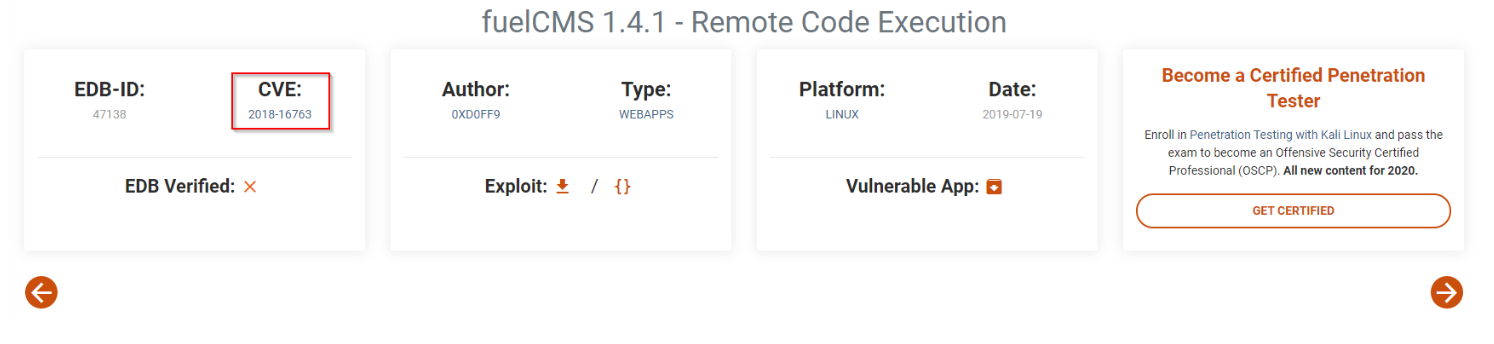 fuelCMS 1.4.1 - Remote Code Execution
EDB-ID:
47138
CVE:
2018-16763
EDB Verified:
Author:
0XD0FF9
Type:
WEBAPPS
Exploit: / {}
Platform:
LINUX
Date:
2019-07-19
Vulnerable App:
Become a Certified Penetration
Tester
Enroll in Penetration Testing with Kali Linux and pass the
exam to become an Offensive Security Certified
Professional (OSCP). All new content for 2020.
GET CERTIFIED